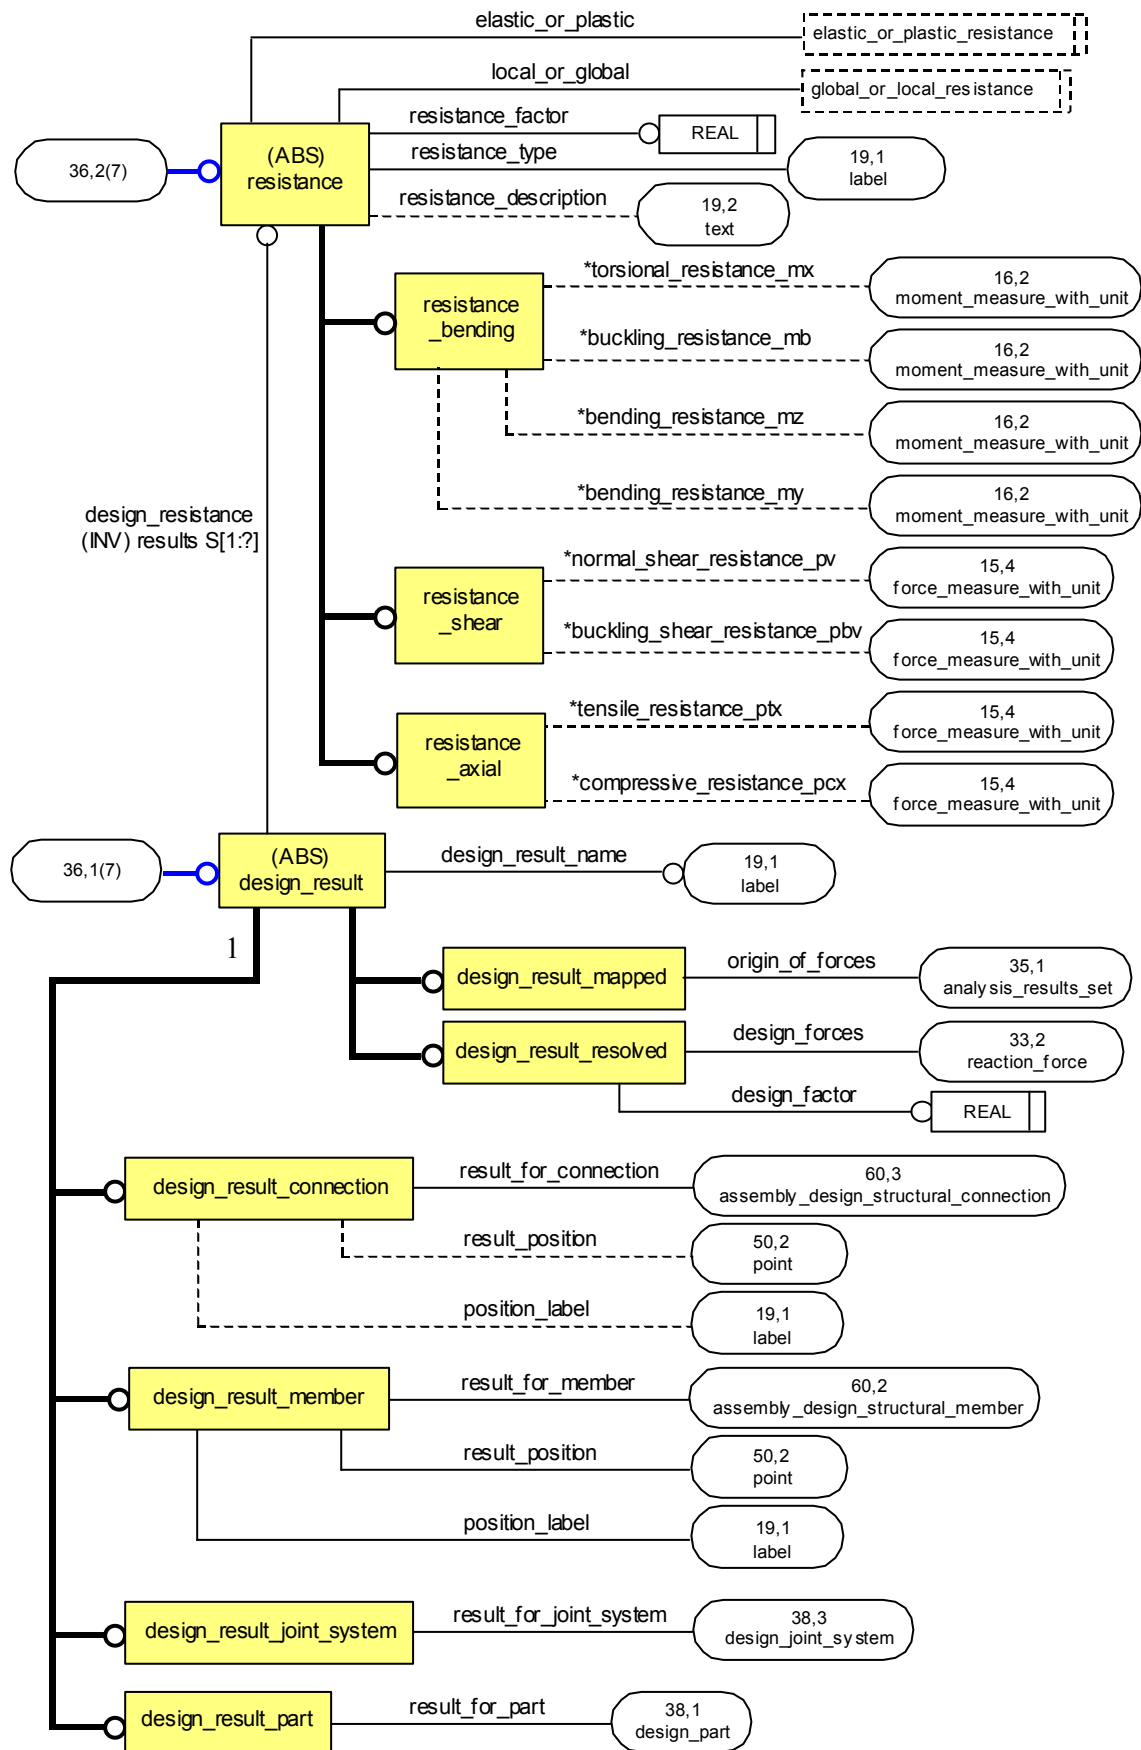 elastic_or_plastic
elastic_or_plastic_resistance
local_or_global
global_or_local_resistance
resistance_factor
REAL
36,2(7)
(ABS)
resistance
resistance_type
19,1
label
resistance_description
19,2
text
resistance
_bending
*torsional_resistance_mx
16,2
moment_measure_with_unit
*buckling_resistance_mb
16,2
moment_measure_with_unit
*bending_resistance_mz
16,2
moment_measure_with_unit
*bending_resistance_my
16,2
moment_measure_with_unit
design_resistance
(INV) results S[1:?]
resistance
_shear
*normal_shear_resistance_pv
15,4
force_measure_with_unit
*buckling_shear_resistance_pbv
15,4
force_measure_with_unit
resistance
_axial
*tensile_resistance_ptx
15,4
force_measure_with_unit
*compressive_resistance_pcx
15,4
force_measure_with_unit
36,1(7)
(ABS)
design_result
design_result_name
19,1
label
1
design_result_mapped
origin_of_forces
35,1
analysis_results_set
design_result_resolved
design_forces
33,2
reaction_force
design_factor
REAL
design_result_connection
result_for_connection
60,3
assembly_design_structural_connection
result_position
50,2
point
position_label
19,1
label
design_result_member
result_for_member
60,2
assembly_design_structural_member
result_position
50,2
point
position_label
19,1
label
design_result_joint_system
result_for_joint_system
38,3
design_joint_system
design_result_part
result_for_part
38,1
design_part